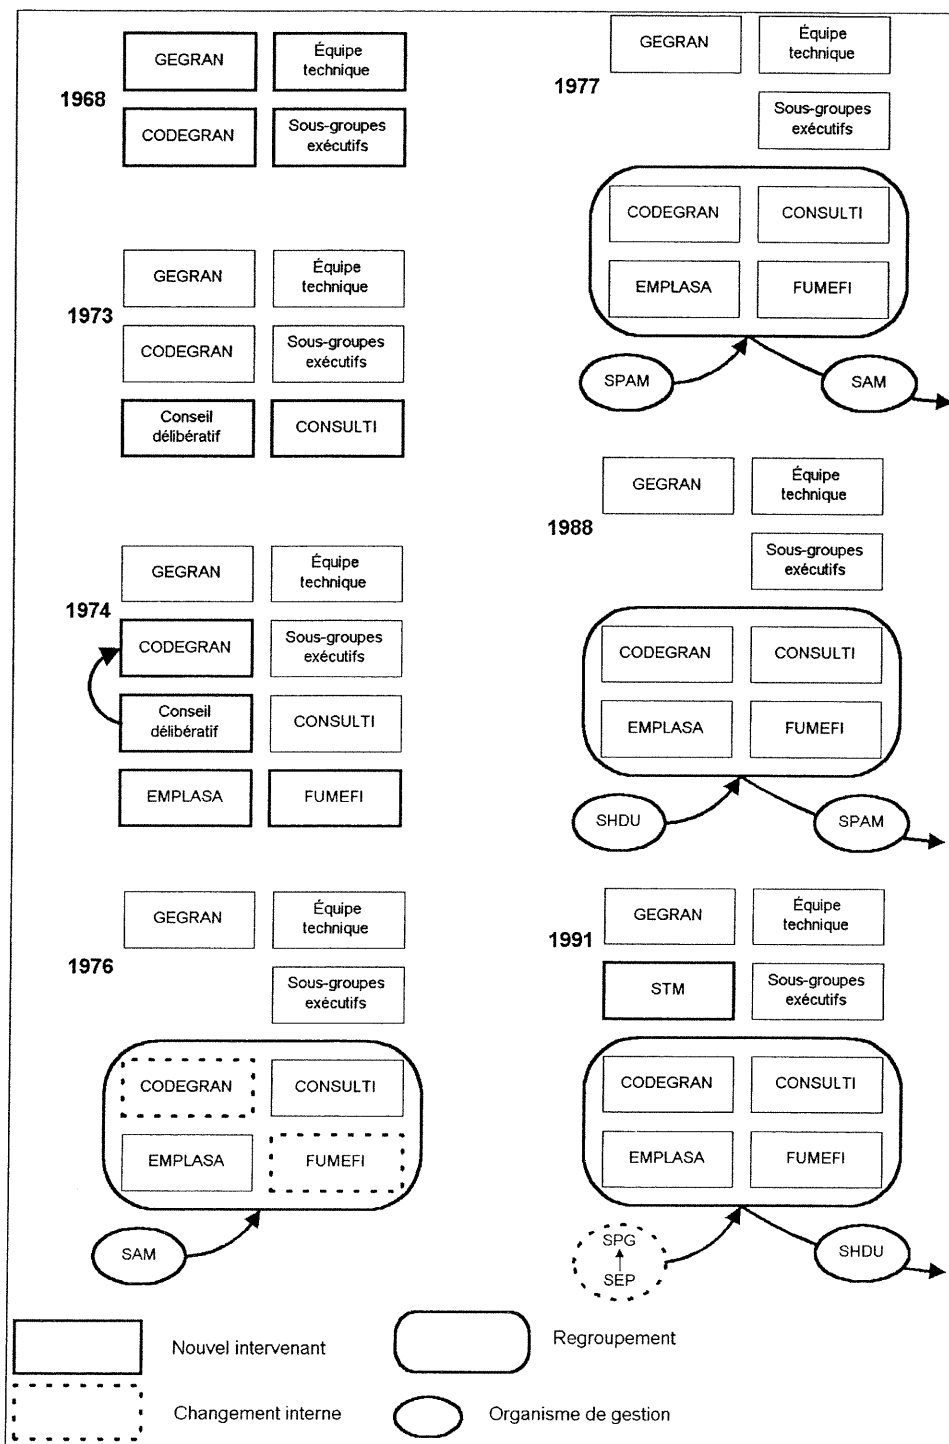 1968
GEGRAN
Équipe
technique
CODEGRAN
Sous-groupes
exécutifs
1973
GEGRAN
Équipe
technique
CODEGRAN
Sous-groupes
exécutifs
Conseil
délibératif
CONSULTI
1974
GEGRAN
Équipe
technique
CODEGRAN
Sous-groupes
exécutifs
Conseil
délibératif
CONSULTI
EMPLASA
FUMEFI
1976
GEGRAN
Équipe
technique
Sous-groupes
exécutifs
CODEGRAN
CONSULTI
EMPLASA
FUMEFI
SAM
1977
GEGRAN
Équipe
technique
Sous-groupes
exécutifs
CODEGRAN
CONSULTI
EMPLASA
FUMEFI
SPAM
SAM
1988
GEGRAN
Équipe
technique
Sous-groupes
exécutifs
CODEGRAN
CONSULTI
EMPLASA
FUMEFI
SHDU
SPAM
1991
GEGRAN
Équipe
technique
STM
Sous-groupes
exécutifs
CODEGRAN
CONSULTI
EMPLASA
FUMEFI
SPG
SEP
SHDU
Nouvel intervenant
Regroupement
Changement interne
Organisme de gestion